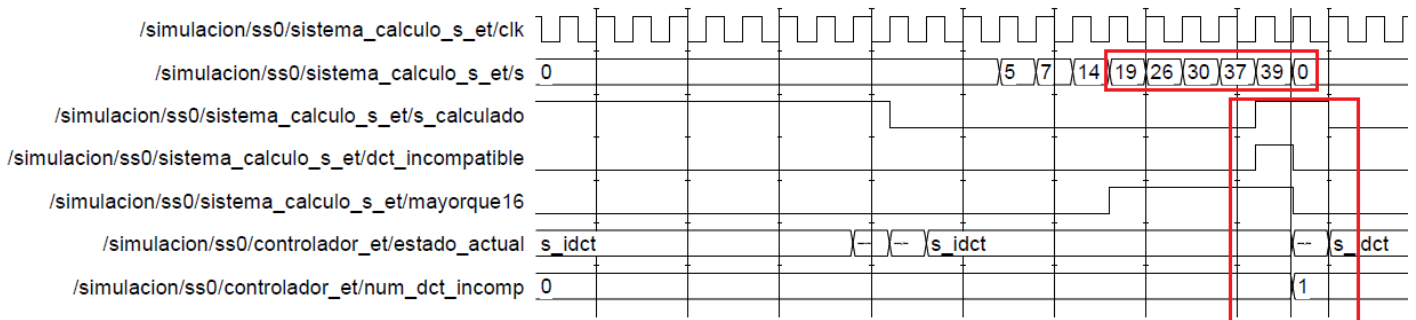 /simulacion/ss0/sistema_calculo_s_et/clk
/simulacion/ss0/sistema_calculo_s_et/s 0 5 7 14 19 26 30 37 39 0
/simulacion/ss0/sistema_calculo_s_et/s_calculado
/simulacion/ss0/sistema_calculo_s_et/dct_incompatible
/simulacion/ss0/sistema_calculo_s_et/mayorque16
/simulacion/ss0/controlador_et/estado_actual s_idct -- -- s_idct -- s_idct
/simulacion/ss0/controlador_et/num_dct_incomp 0 1